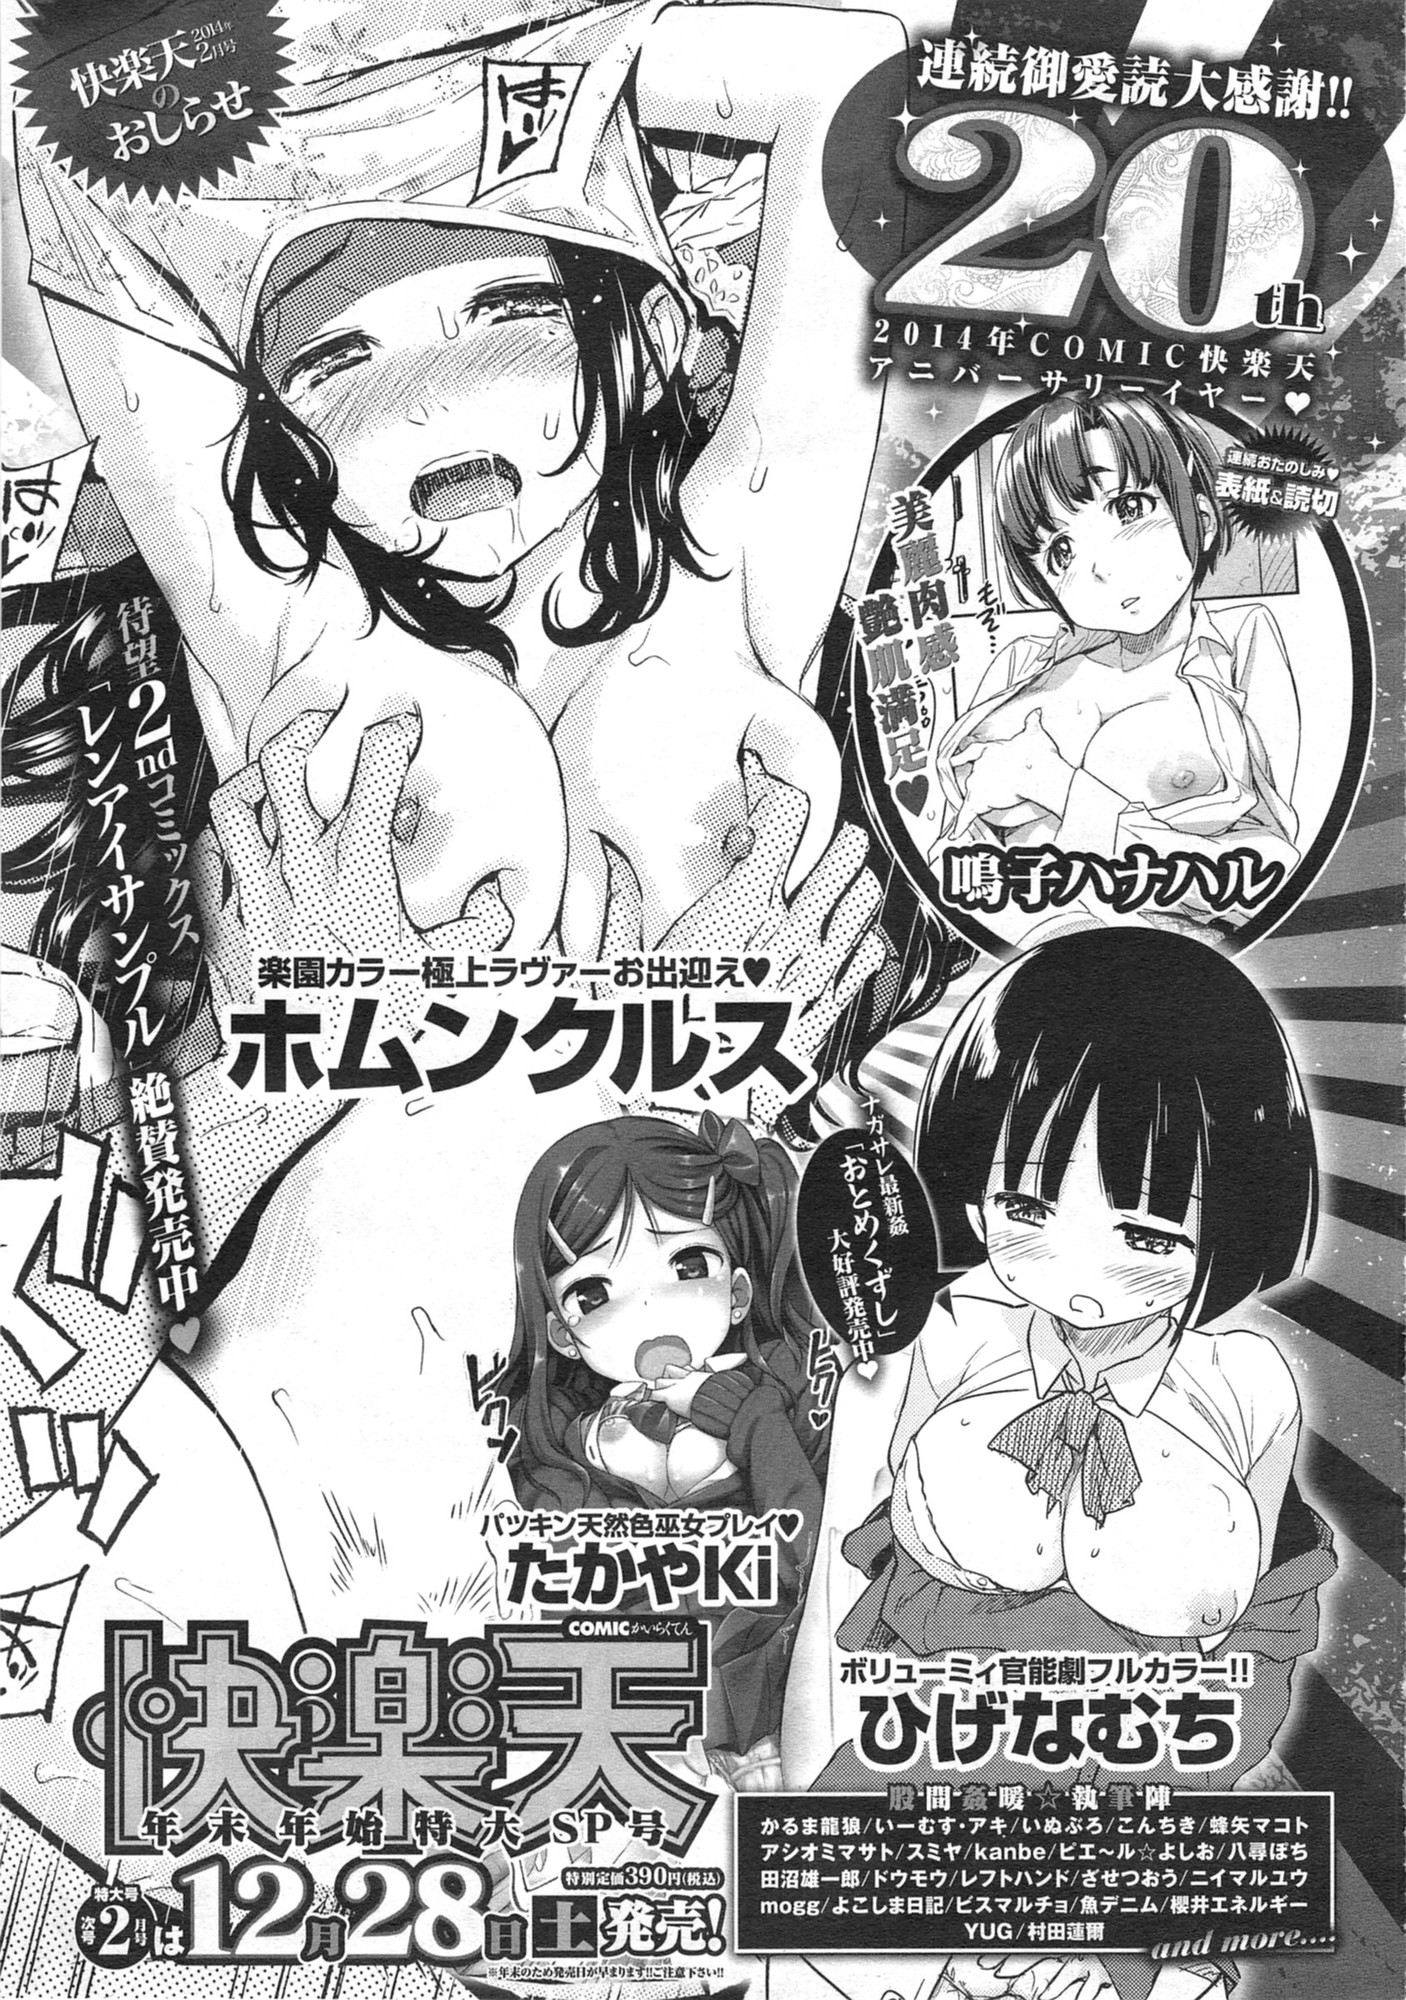 快楽天
2014年
2月号
の
おしらせ
連続御愛読大感謝!!
20th
2014年COMIC快楽天
アニバーサリーイヤー♥
連続おたのしみ♥
表紙&読切
美麗肉感
艶肌満足♥
モゾ…
鳴子ハナハル
はい
待望2ndコミックス
「レンアイサンプル」絶賛発売中♥
楽園カラー極上ラヴァーお出迎え♥
ホムンクルス
ナガサレ最新姦
「おとめくずし」
大好評発売中♥
ドクン
ドク♡
パツキン天然色巫女プレイ♥
たかやKi
ボリューミィ官能劇フルカラー!!
ひげなむち
COMICかいらくてん
快楽天
年末年始特大SP号
特別定価390円(税込)
特大号
次号2月号は12月28日土発売!
※年末のため発売日が早まります!!ご注意下さい!!
股間姦暖☆執筆陣
かるま龍狼/いーむす・アキ/いぬぶろ/こんちき/蜂矢マコト
アシオミマサト/スミヤ/kanbe/ピエ～ル☆よしお/八尋ぽち
田沼雄一郎/ドウモウ/レフトハンド/ざせつおう/ニイマルユウ
mogg/よこしま日記/ビスマルチョ/魚デニム/櫻井エネルギー
YUG/村田蓮爾
and more....